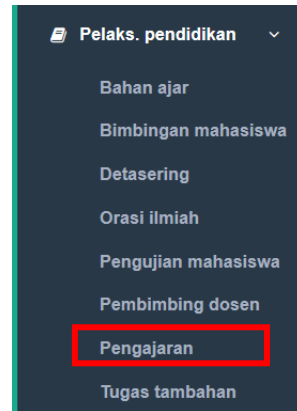 Pelaks. pendidikan
Bahan ajar
Bimbingan mahasiswa
Detasering
Orasi ilmiah
Pengujian mahasiswa
Pembimbing dosen
Pengajaran
Tugas tambahan